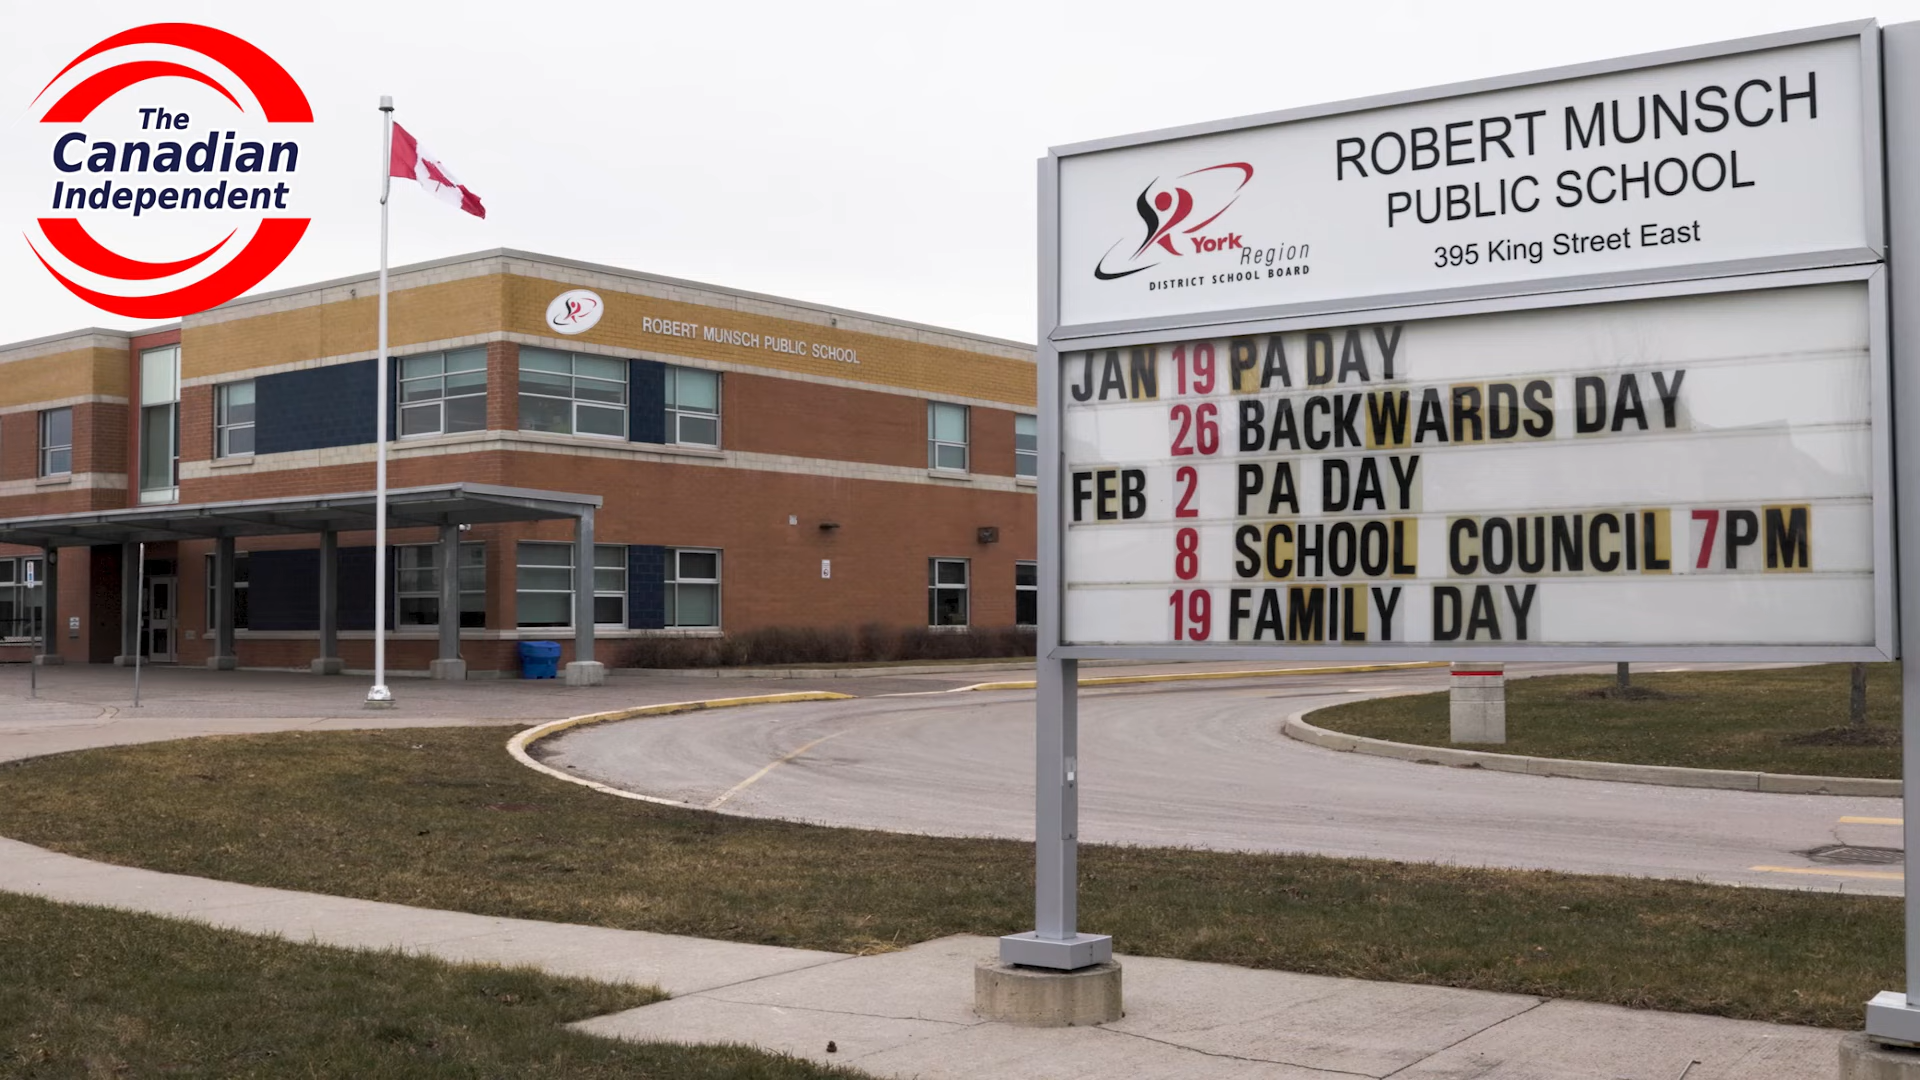 The
Canadian
Independent
ROBERT MUNSCH PUBLIC SCHOOL
ROBERT MUNSCH
PUBLIC SCHOOL
395 King Street East
York
Region
DISTRICT SCHOOL BOARD
JAN 19 PA DAY
26 BACKWARDS DAY
FEB 2 PA DAY
8 SCHOOL COUNCIL 7PM
19 FAMILY DAY